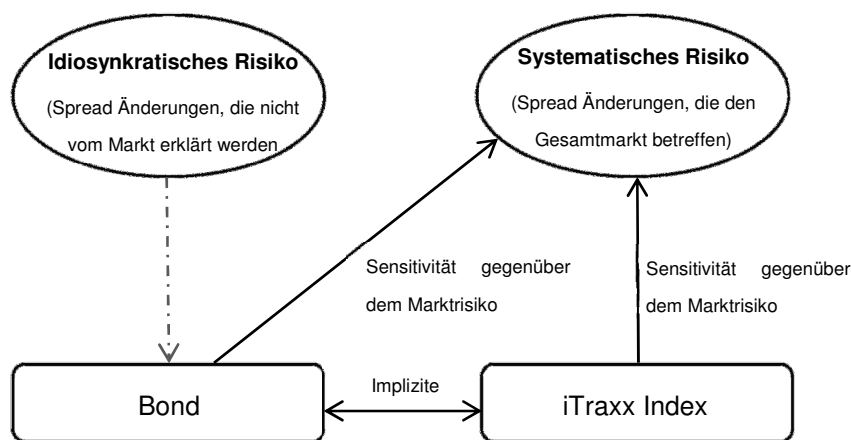 Idiosynkratisches Risiko
(Spread Änderungen, die nicht
vom Markt erklärt werden
Systematisches Risiko
(Spread Änderungen, die den
Gesamtmarkt betreffen)
Sensitivität gegenüber
dem Marktrisiko
Sensitivität gegenüber
dem Marktrisiko
Bond
Implizite
iTraxx Index